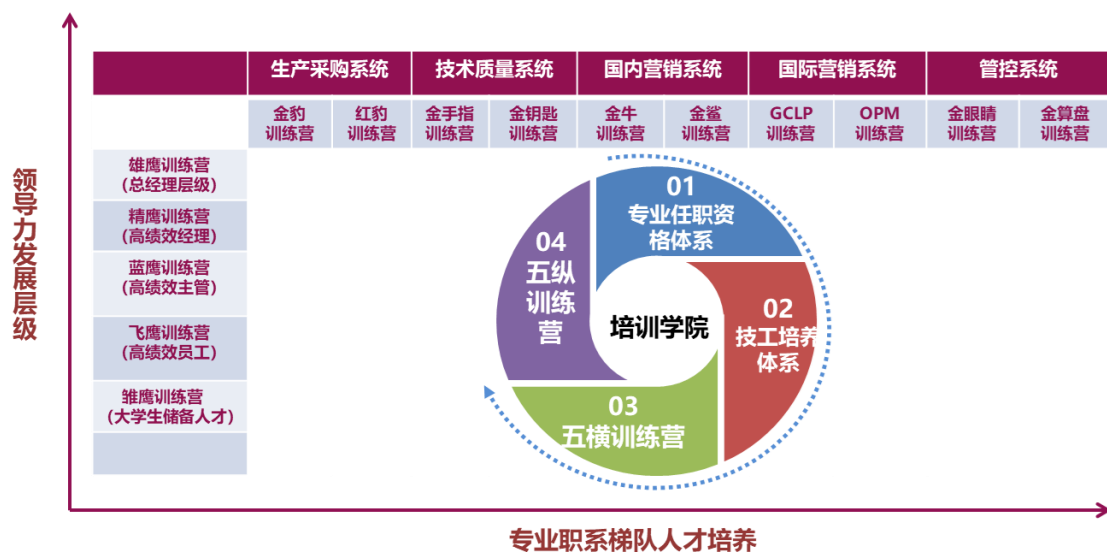 生产采购系统 技术质量系统 国内营销系统 国际营销系统 管控系统
金豹 红豹 金手指 金钥匙 金牛 金鲨 GCLP OPM 金眼睛 金算盘
训练营 训练营 训练营 训练营 训练营 训练营 训练营 训练营 训练营 训练营
领导力发展层级
雄鹰训练营
(总经理层级)
精鹰训练营
(高绩效经理)
蓝鹰训练营
(高绩效主管)
飞鹰训练营
(高绩效员工)
雏鹰训练营
(大学生储备人才)
01
专业任职资
格体系
02
技工培养
体系
03
五横训练营
04
五纵
训练
营
培训学院
专业职系梯队人才培养